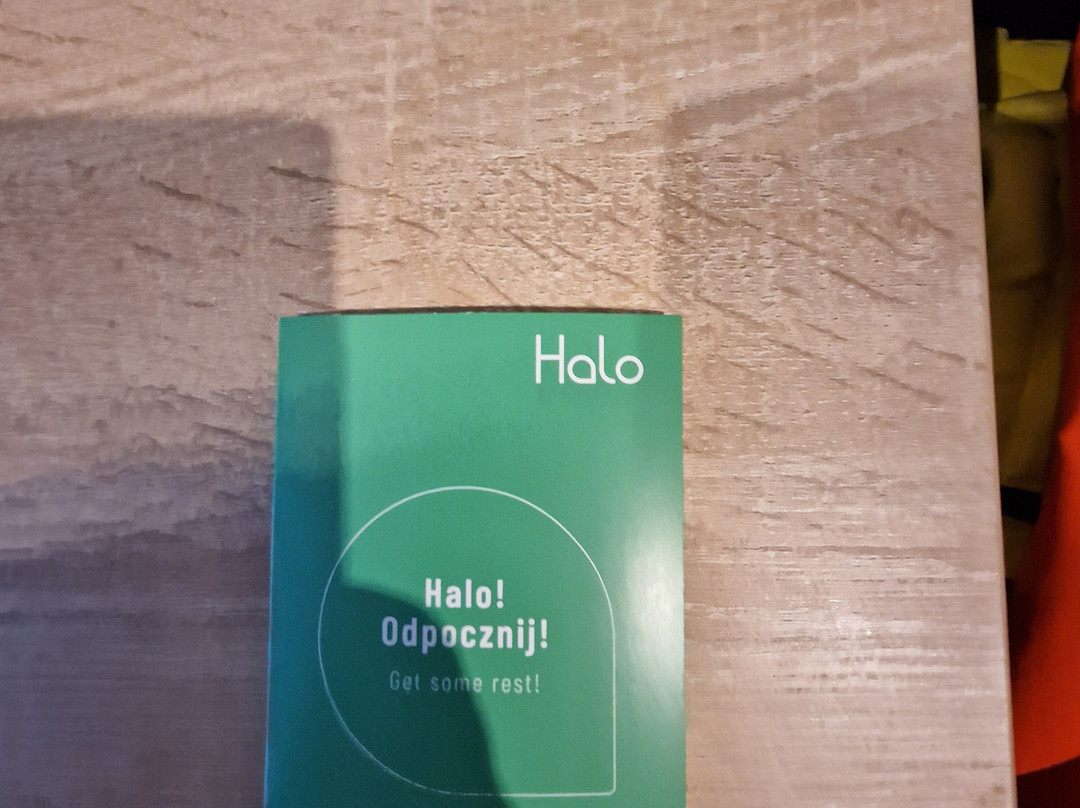 Halo
Halo!
Odpocznij!
Get some rest!